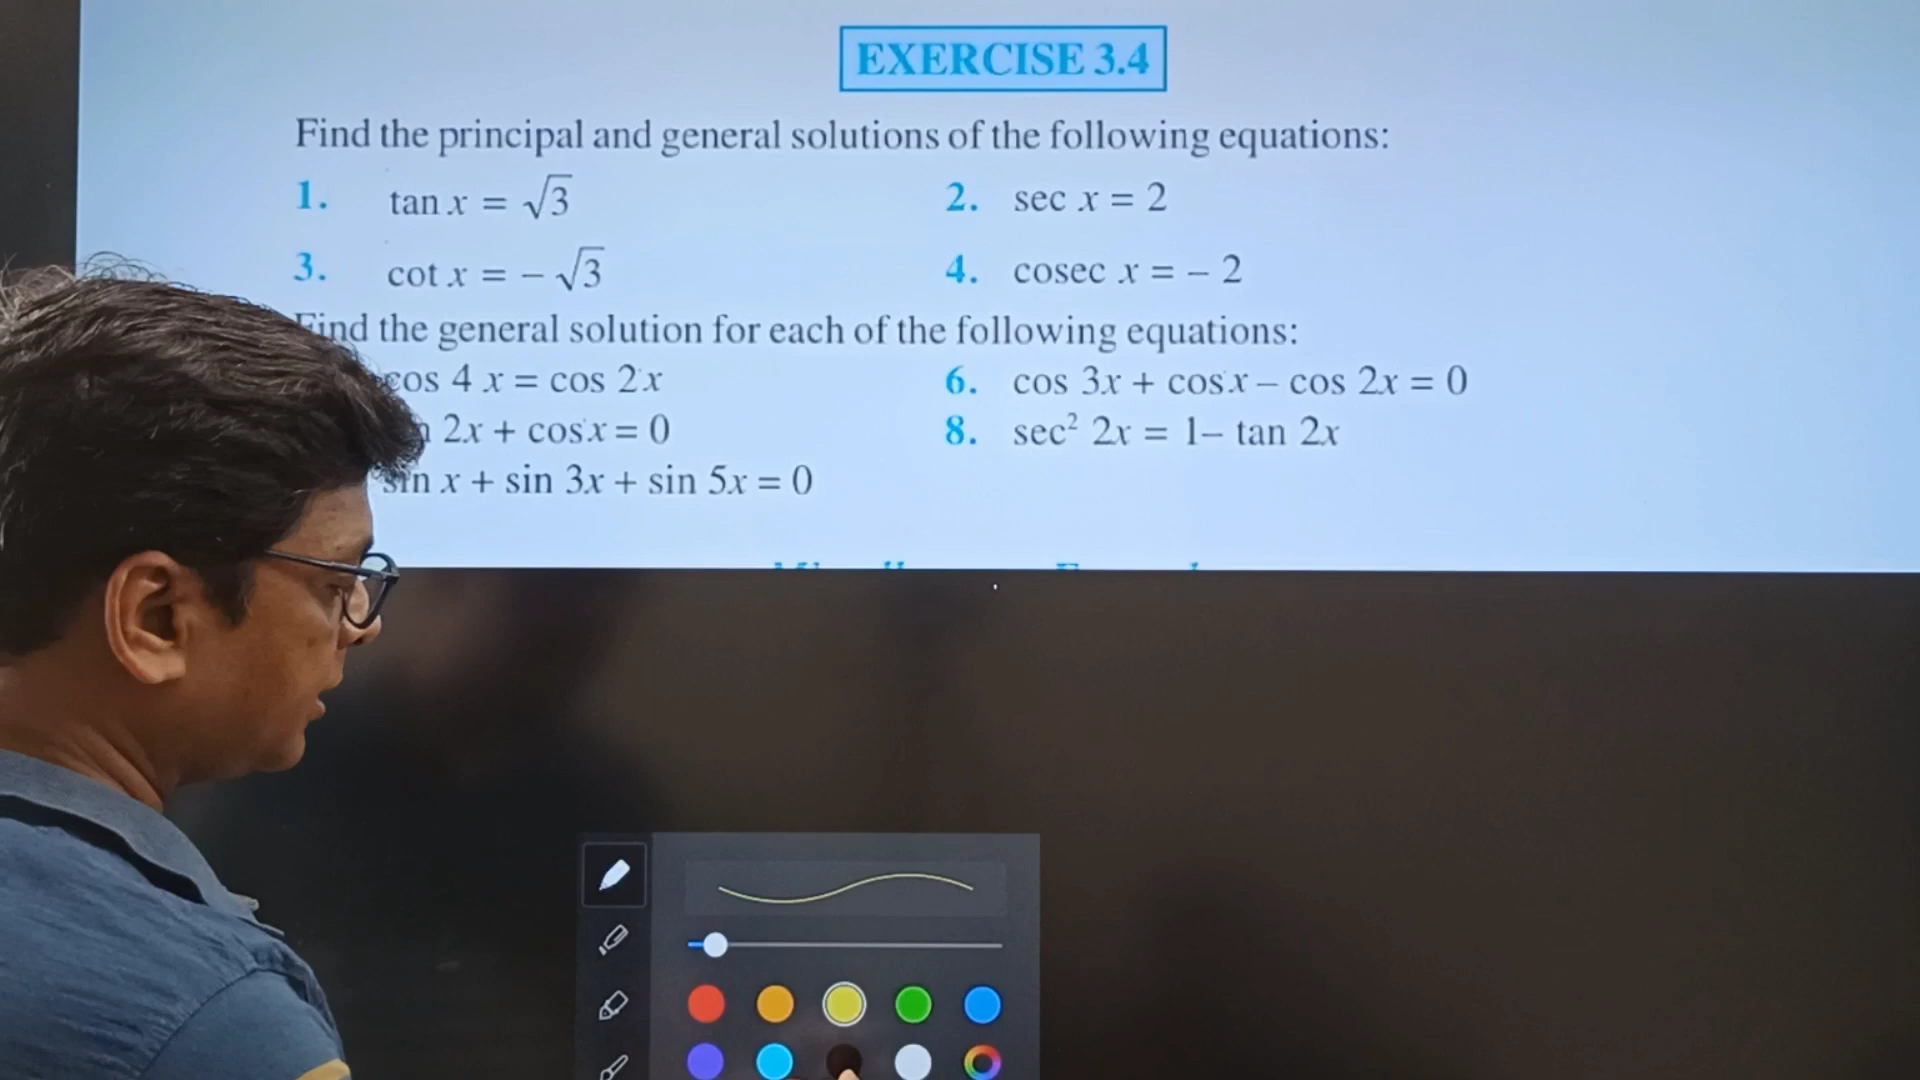 EXERCISE 3.4
Find the principal and general solutions of the following equations:
1. tan x = √3 2. sec x = 2
3. cot x = – √3 4. cosec x = – 2
Find the general solution for each of the following equations:
cos 4 x = cos 2 x 6. cos 3x + cos x – cos 2x = 0
2x + cos x = 0 8. sec² 2x = 1– tan 2x
sin x + sin 3x + sin 5x = 0